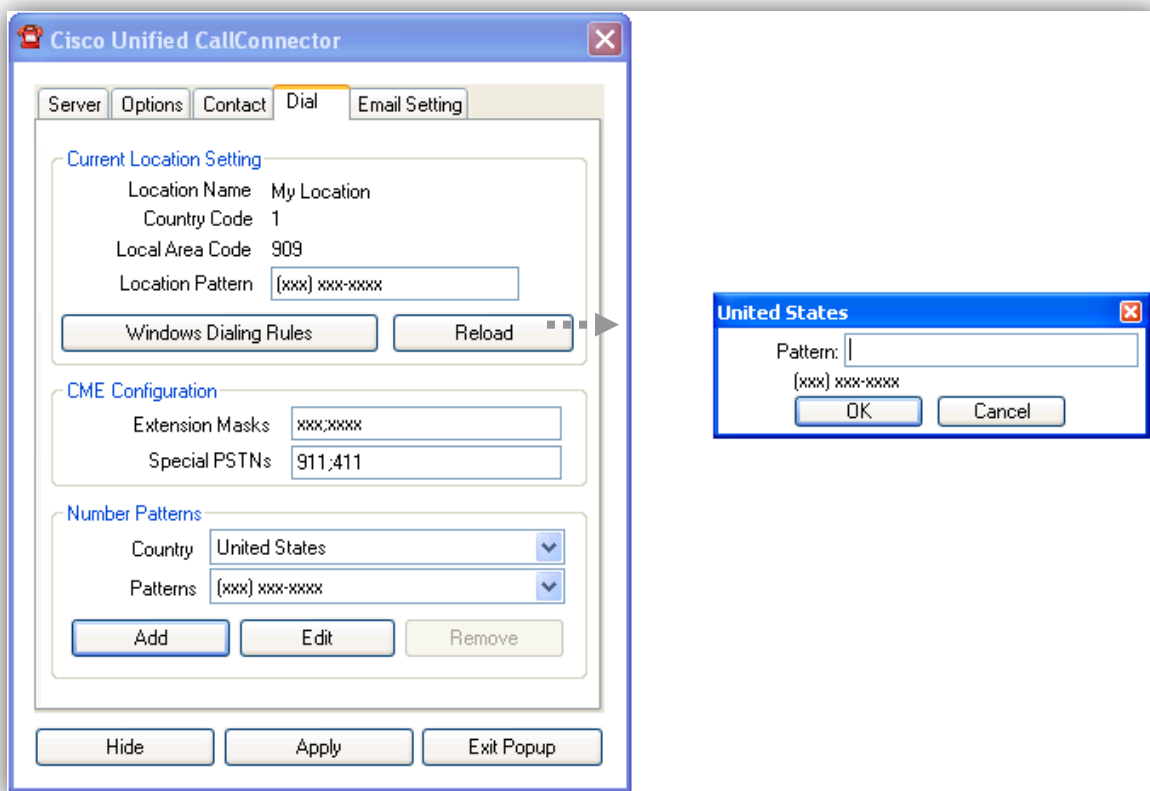 Cisco Unified CallConnector
Server Options Contact Dial Email Setting
Current Location Setting
Location Name My Location
Country Code 1
Local Area Code 909
Location Pattern (xxx) xxx-xxxx
Windows Dialing Rules Reload
CME Configuration
Extension Masks xxx;xxxx
Special PSTNs 911;411
Number Patterns
Country United States
Patterns (xxx) xxx-xxxx
Add Edit Remove
Hide Apply Exit Popup
United States
Pattern:
(xxx) xxx-xxxx
OK Cancel